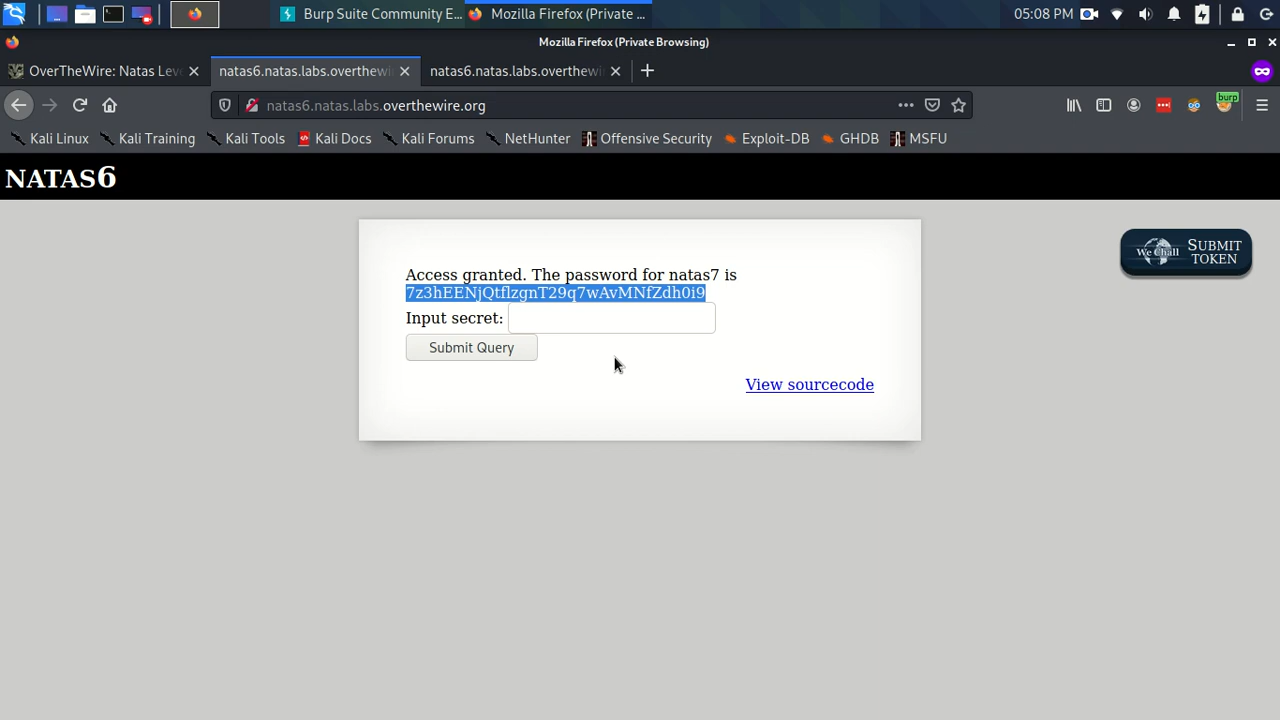 Burp Suite Community E...
Mozilla Firefox (Private ...
05:08 PM
Mozilla Firefox (Private Browsing)
OverTheWire: Natas Lev
natas6.natas.labs.overthewi
natas6.natas.labs.overthewi
natas6.natas.labs.overthewire.org
burp
Kali Linux
Kali Training
Kali Tools
Kali Docs
Kali Forums
NetHunter
Offensive Security
Exploit-DB
GHDB
MSFU
NATAS6
We Chall
SUBMIT
TOKEN
Access granted. The password for natas7 is
7z3hEENjQtflzgnT29q7wAvMNfZdh0i9
Input secret:
Submit Query
View sourcecode